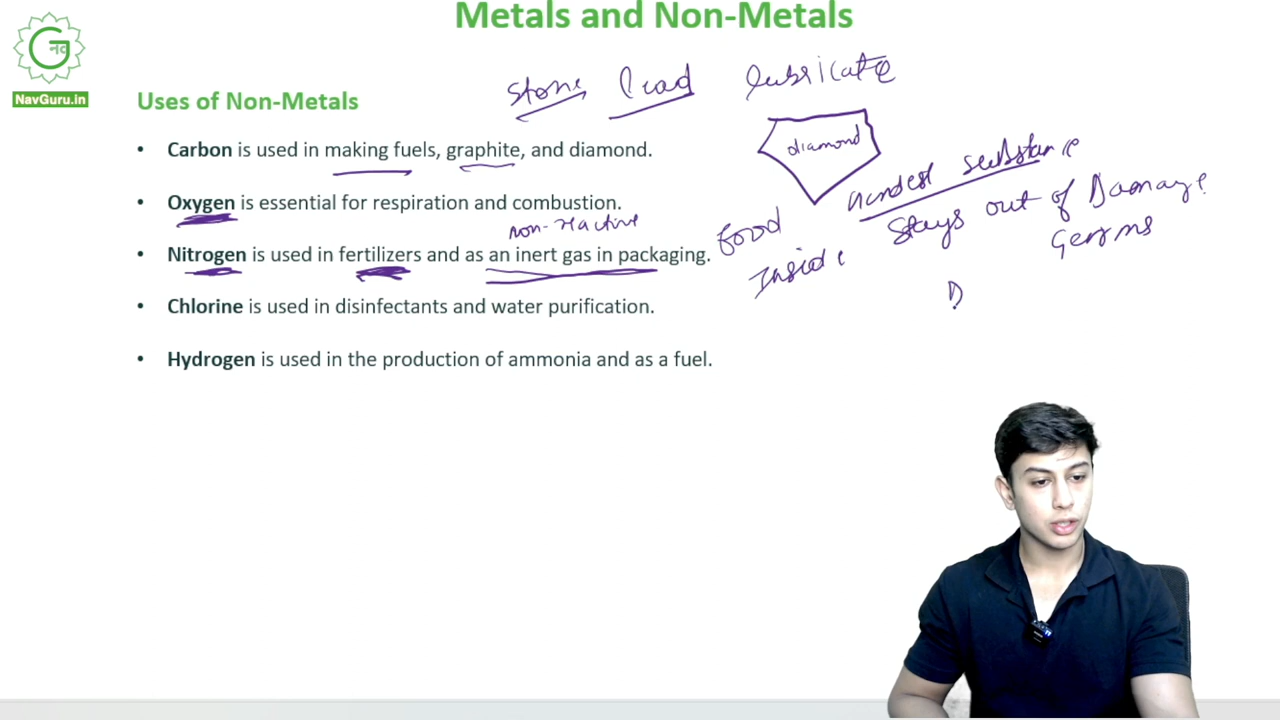 Metals and Non-Metals
नव
NavGuru.in
stone lead lubricate
Uses of Non-Metals
diamond
• Carbon is used in making fuels, graphite, and diamond.
Hardest substance
• Oxygen is essential for respiration and combustion.
non-reactive
Food Stays out of Damage
Germs
• Nitrogen is used in fertilizers and as an inert gas in packaging.
Inside
D
• Chlorine is used in disinfectants and water purification.
• Hydrogen is used in the production of ammonia and as a fuel.